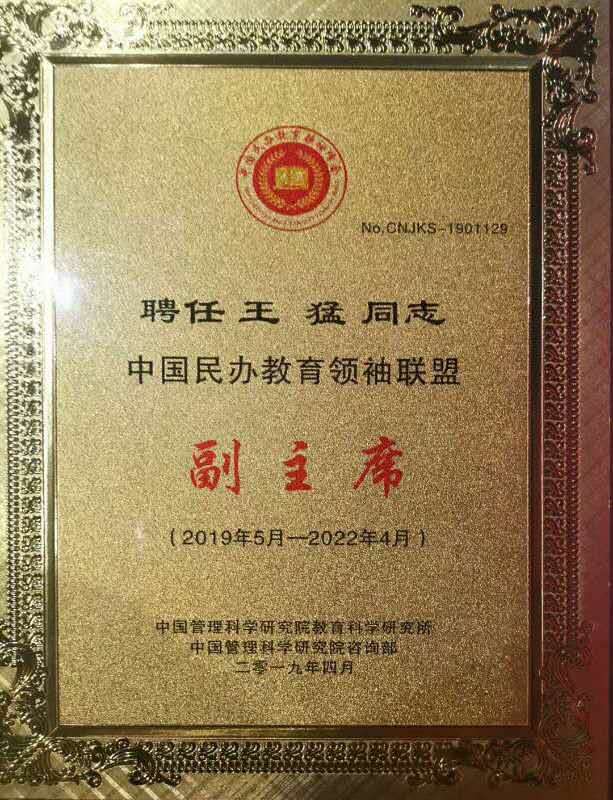 No.CNJKS-1901129
聘任 王 猛 同志
中国民办教育领袖联盟
副主席
（2019年5月—2022年4月）
中国管理科学研究院教育科学研究所
中国管理科学研究院咨询部
二零一九年四月